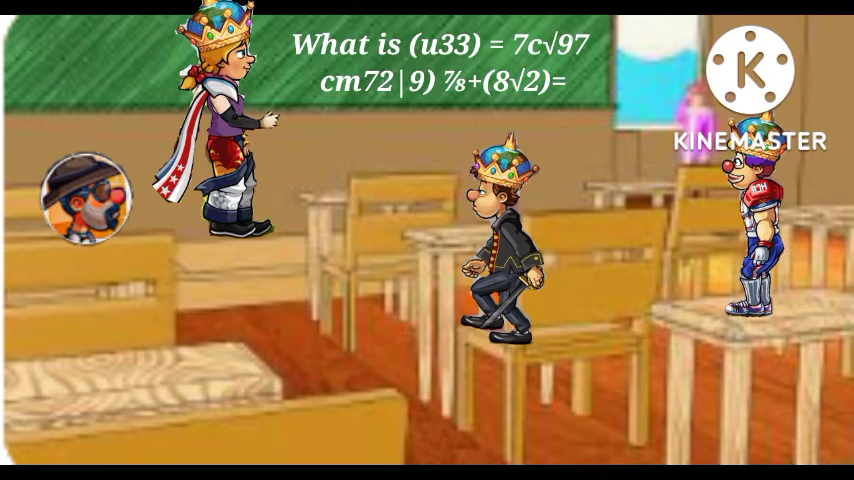 What is (u33) = 7c√97
cm72|9) ⅞+(8√2)=
KINEMASTER